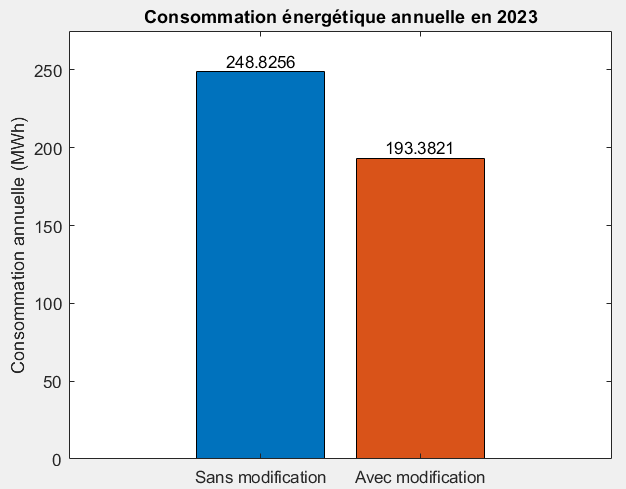 Consommation énergétique annuelle en 2023
Consommation annuelle (MWh)
250
200
150
100
50
0
248.8256
193.3821
Sans modification
Avec modification